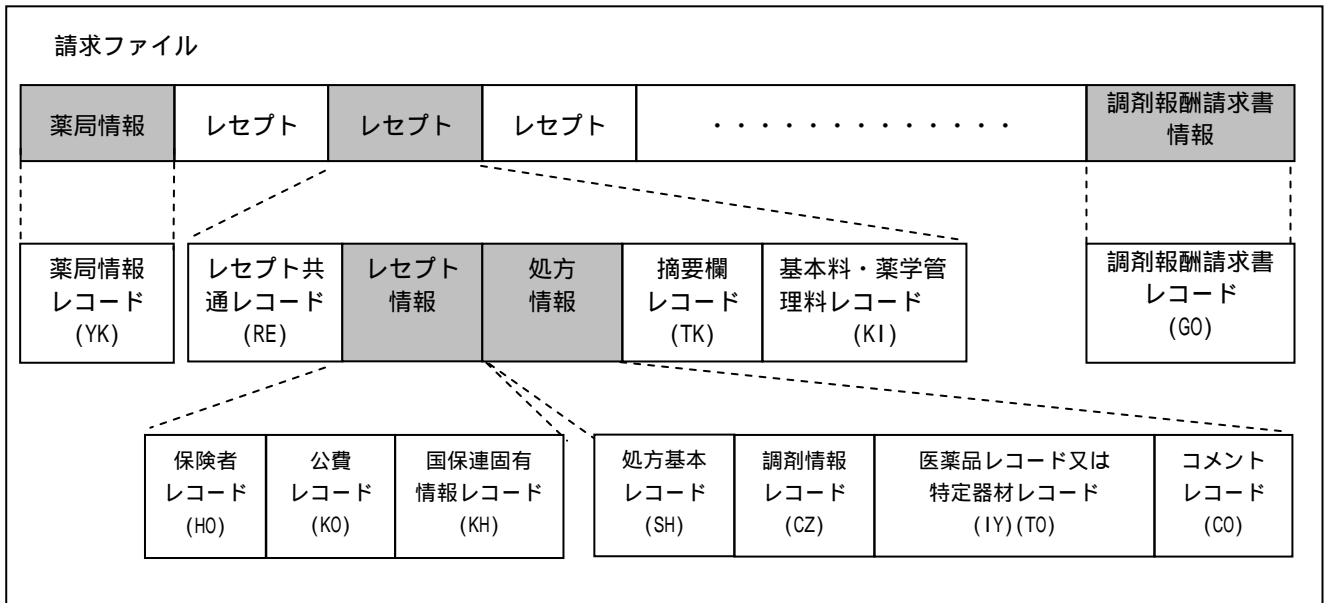 請求ファイル
薬局情報
レセプト
レセプト
レセプト
・・・・・・・・・・・・・
調剤報酬請求書
情報
薬局情報
レコード
(YK)
レセプト共
通レコード
(RE)
レセプト
情報
処方
情報
摘要欄
レコード
(TK)
基本料・薬学管
理料レコード
(KI)
調剤報酬請求書
レコード
(GO)
保険者
レコード
(HO)
公費
レコード
(KO)
国保連固有
情報レコード
(KH)
処方基本
レコード
(SH)
調剤情報
レコード
(CZ)
医薬品レコード又は
特定器材レコード
(IY)(TO)
コメント
レコード
(CO)